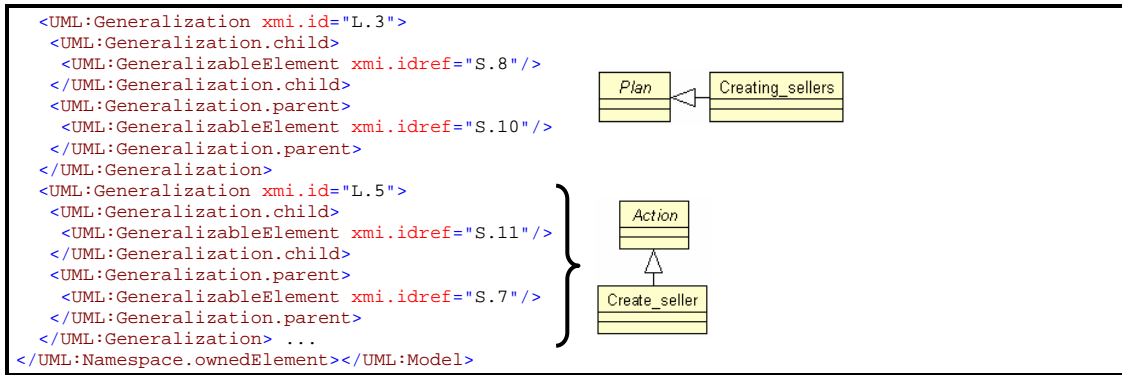 <UML:Generalization xmi.id="L.3">
<UML:Generalization.child>
<UML:GeneralizableElement xmi.idref="S.8"/>
</UML:Generalization.child>
<UML:Generalization.parent>
<UML:GeneralizableElement xmi.idref="S.10"/>
</UML:Generalization.parent>
</UML:Generalization>
<UML:Generalization xmi.id="L.5">
<UML:Generalization.child>
<UML:GeneralizableElement xmi.idref="S.11"/>
</UML:Generalization.child>
<UML:Generalization.parent>
<UML:GeneralizableElement xmi.idref="S.7"/>
</UML:Generalization.parent>
</UML:Generalization> ...
</UML:Namespace.ownedElement></UML:Model>
Plan
Creating_sellers
Action
Create_seller